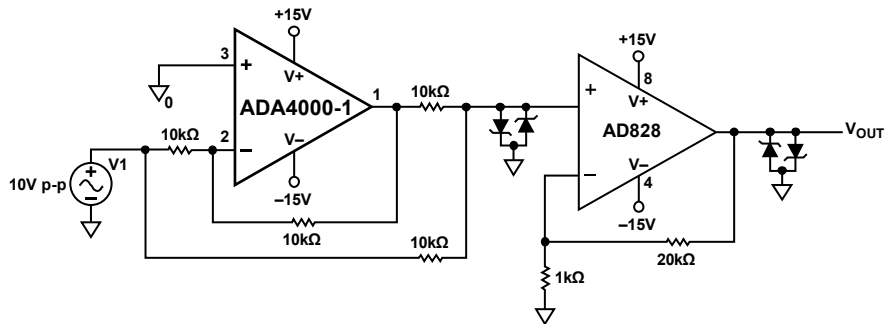 +15V
3
+
V+
0
ADA4000-1
1
10kΩ
10kΩ
2
−
V−
V1
+
−
10V p-p
−15V
10kΩ
10kΩ
+15V
8
+
V+
AD828
V−
−
4
−15V
VOUT
20kΩ
1kΩ